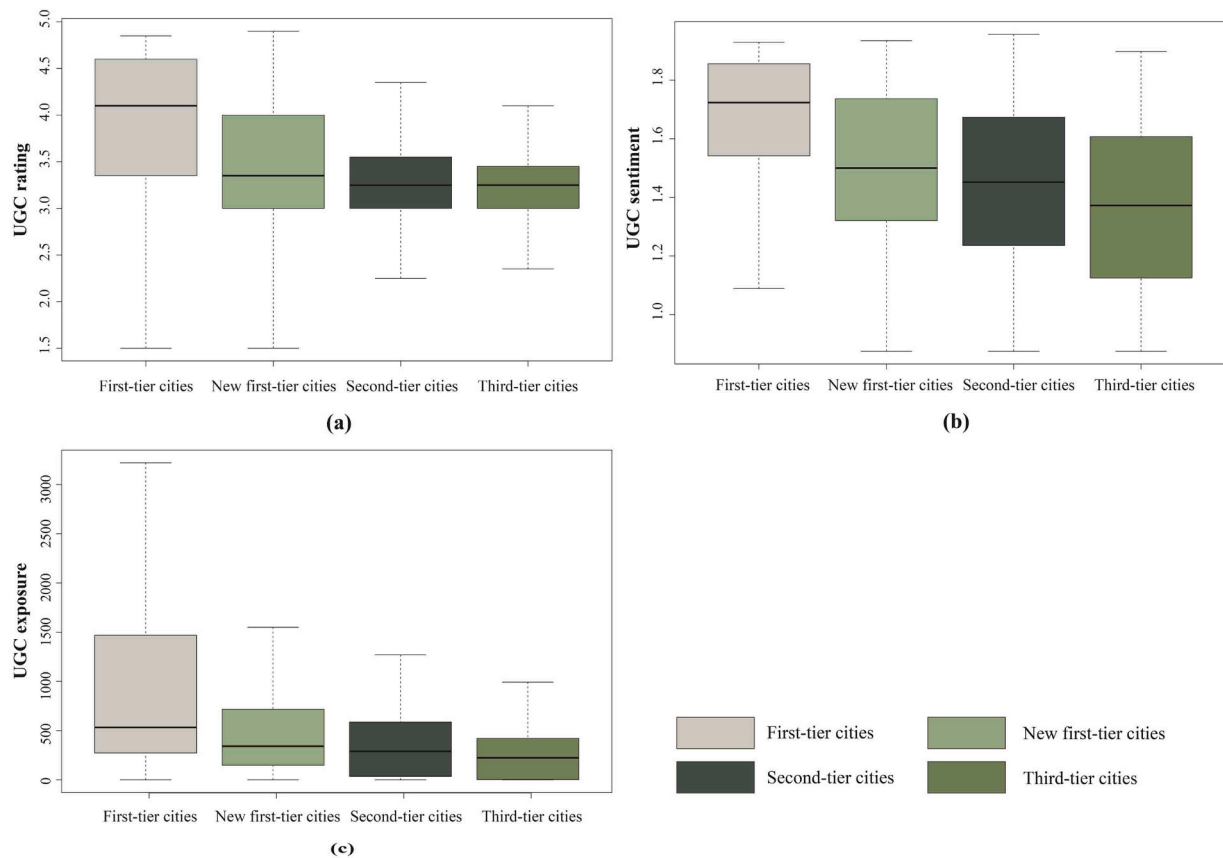 UGC rating
5.0
4.5
4.0
3.5
3.0
2.5
2.0
1.5
First-tier cities New first-tier cities Second-tier cities Third-tier cities
(a)
UGC sentiment
1.8
1.6
1.4
1.2
1.0
First-tier cities New first-tier cities Second-tier cities Third-tier cities
(b)
UGC exposure
3000
2500
2000
1500
1000
500
0
First-tier cities New first-tier cities Second-tier cities Third-tier cities
(c)
First-tier cities New first-tier cities
Second-tier cities Third-tier cities